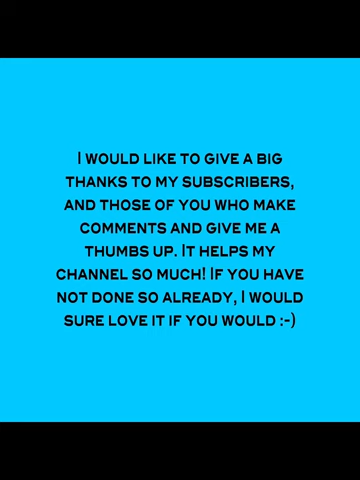 I would like to give a big
thanks to my subscribers,
and those of you who make
comments and give me a
thumbs up. It helps my
channel so much! If you have
not done so already, I would
sure love it if you would :-)